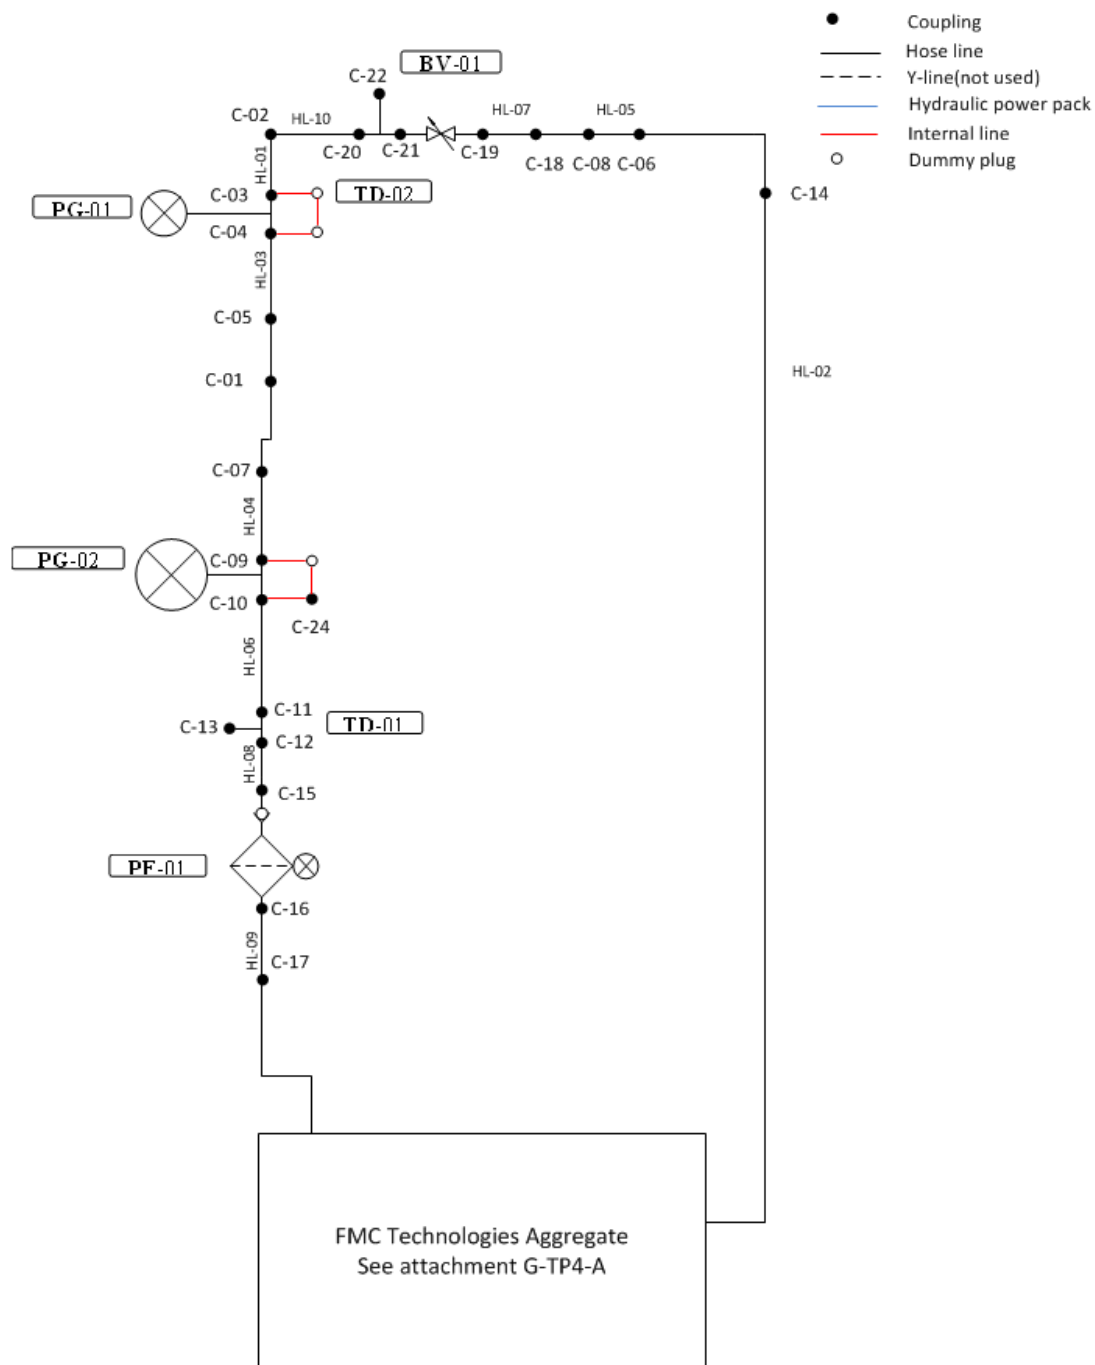 Coupling
Hose line
Y-line(not used)
Hydraulic power pack
Internal line
Dummy plug
BV-01
C-22
C-02
HL-10
HL-07
HL-05
C-20
C-21
C-19
C-18
C-08
C-06
HL-01
C-03
TD-02
PG-01
C-14
C-04
HL-03
C-05
C-01
HL-02
C-07
HL-04
PG-02
C-09
C-10
C-24
HL-06
C-11
C-13
TD-01
C-12
HL-08
C-15
PF-01
C-16
HL-09
C-17
FMC Technologies Aggregate
See attachment G-TP4-A